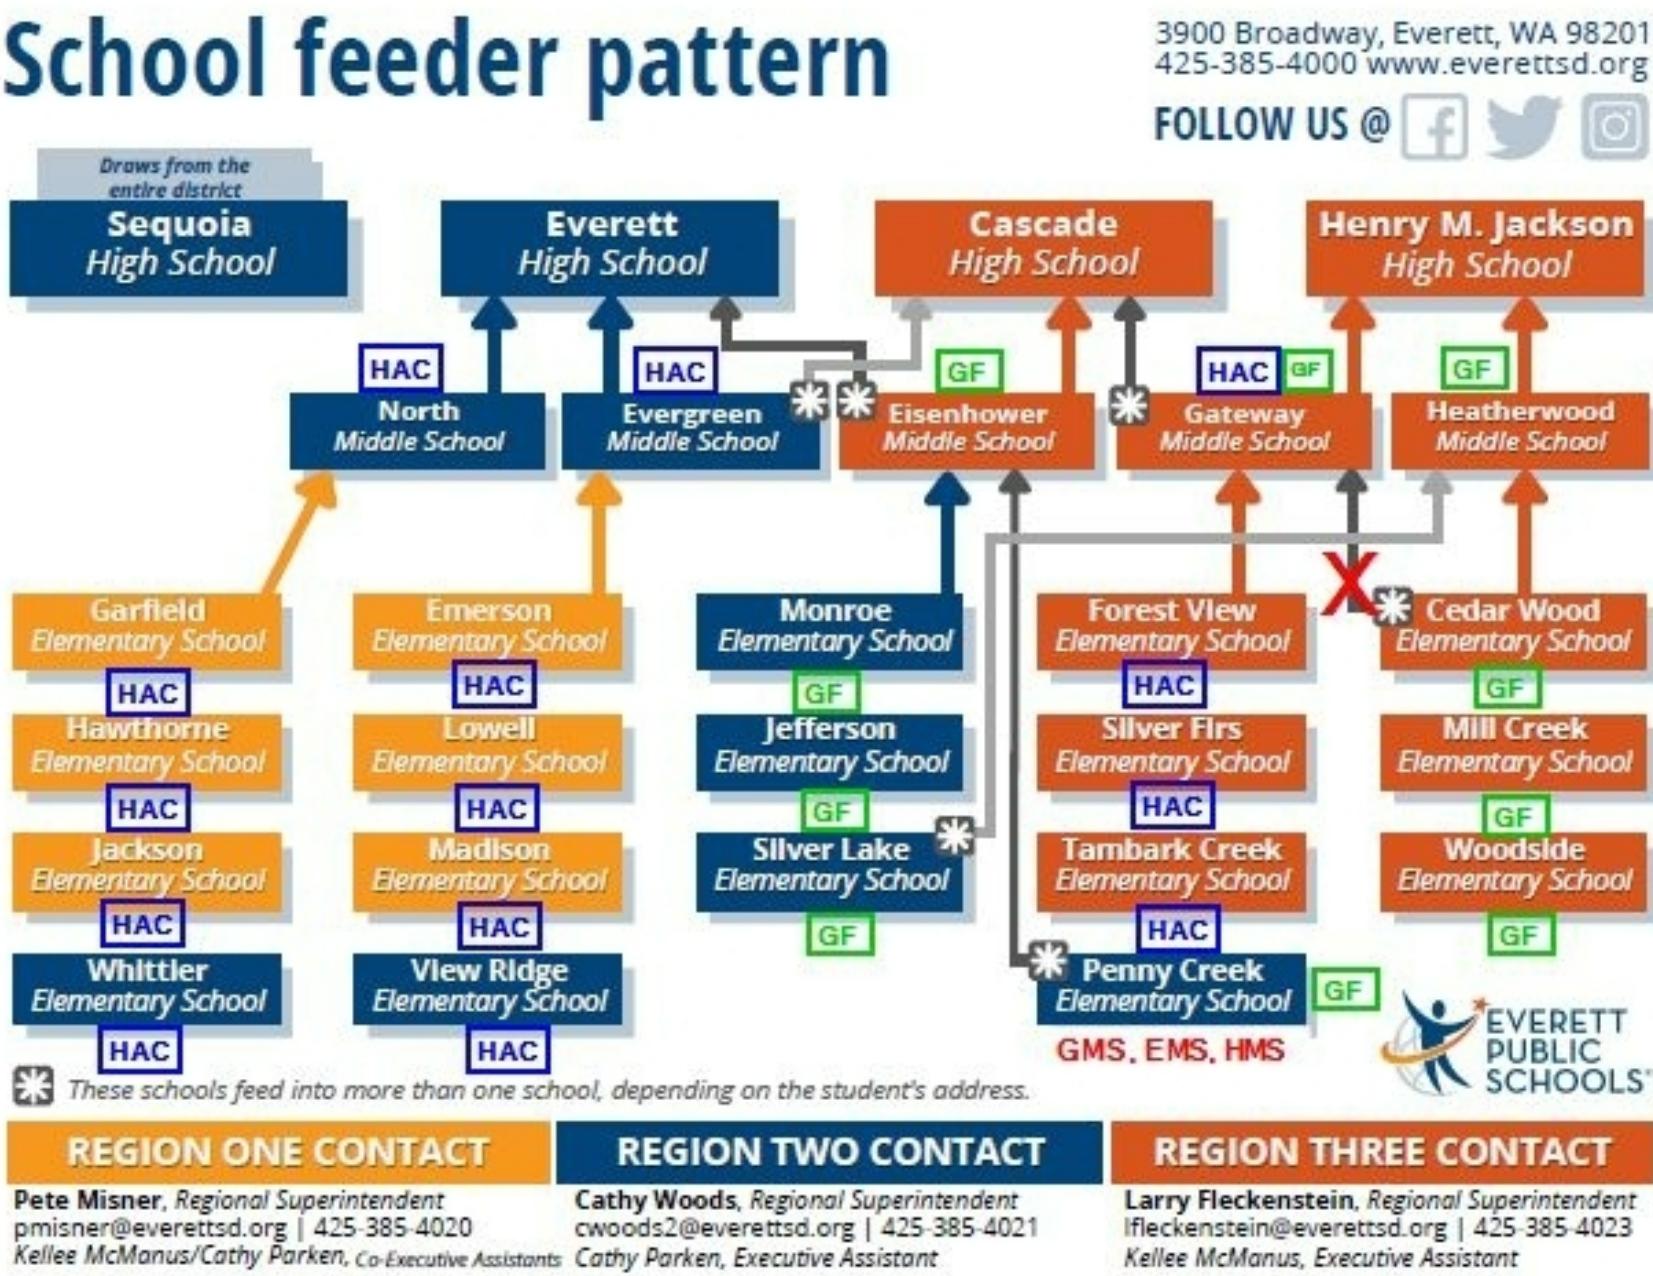 School feeder pattern
3900 Broadway, Everett, WA 98201
425-385-4000 www.everettsd.org
FOLLOW US @
Draws from the
entire district
Sequoia
High School
Everett
High School
Cascade
High School
Henry M. Jackson
High School
HAC
HAC
GF
HAC
GF
GF
North
Middle School
Evergreen
Middle School
Eisenhower
Middle School
Gateway
Middle School
Heatherwood
Middle School
X
Garfield
Elementary School
HAC
Emerson
Elementary School
HAC
Monroe
Elementary School
GF
Forest View
Elementary School
HAC
Cedar Wood
Elementary School
GF
Hawthorne
Elementary School
HAC
Lowell
Elementary School
HAC
Jefferson
Elementary School
GF
Silver Firs
Elementary School
HAC
Mill Creek
Elementary School
GF
Jackson
Elementary School
HAC
Madison
Elementary School
HAC
Silver Lake
Elementary School
GF
Tambark Creek
Elementary School
HAC
Woodside
Elementary School
GF
Whittier
Elementary School
HAC
View Ridge
Elementary School
HAC
Penny Creek
Elementary School
GF
GMS, EMS, HMS
EVERETT
PUBLIC
SCHOOLS
These schools feed into more than one school, depending on the student's address.
REGION ONE CONTACT
Pete Misner, Regional Superintendent
pmisner@everettsd.org | 425-385-4020
Kellee McManus/Cathy Parken, Co-Executive Assistants
REGION TWO CONTACT
Cathy Woods, Regional Superintendent
cwoods2@everettsd.org | 425-385-4021
Cathy Parken, Executive Assistant
REGION THREE CONTACT
Larry Fleckenstein, Regional Superintendent
lfleckenstein@everettsd.org | 425-385-4023
Kellee McManus, Executive Assistant